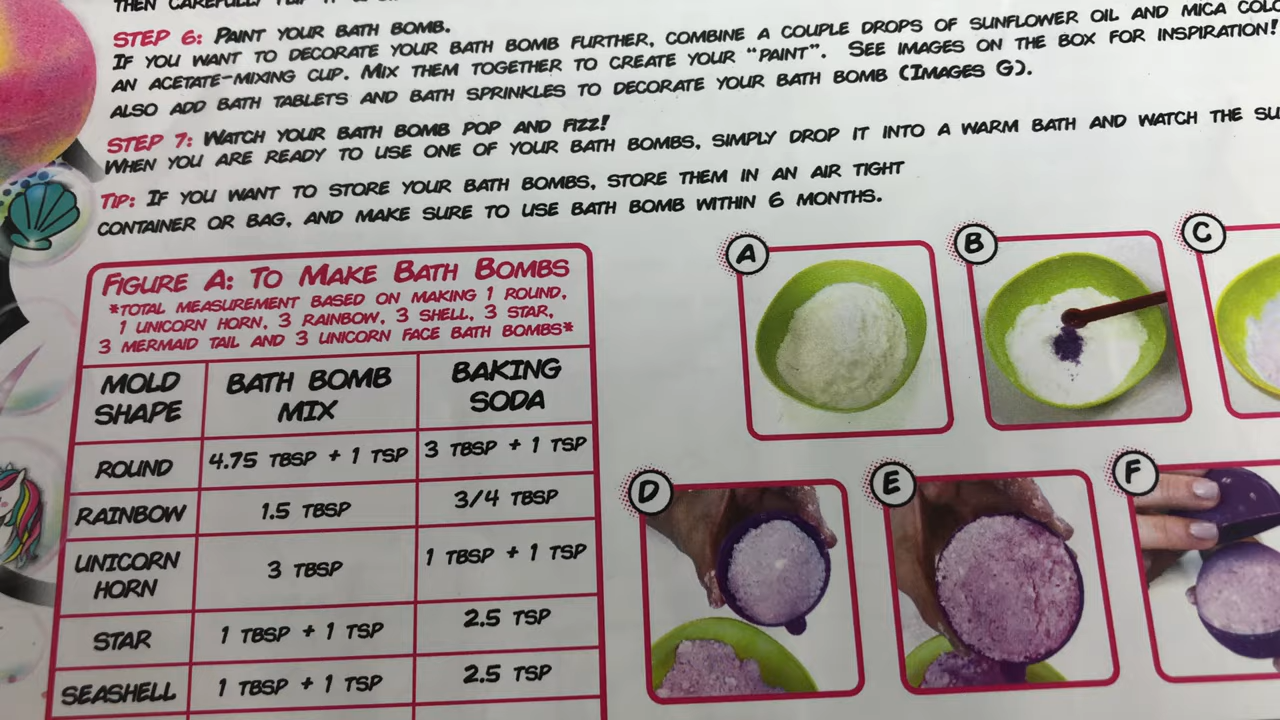 THEN CAREFULLY FLIP IT
STEP 6: PAINT YOUR BATH BOMB.
IF YOU WANT TO DECORATE YOUR BATH BOMB FURTHER, COMBINE A COUPLE DROPS OF SUNFLOWER OIL AND MICA COLO
AN ACETATE-MIXING CUP. MIX THEM TOGETHER TO CREATE YOUR "PAINT". SEE IMAGES ON THE BOX FOR INSPIRATION!
ALSO ADD BATH TABLETS AND BATH SPRINKLES TO DECORATE YOUR BATH BOMB (IMAGES G).
STEP 7: WATCH YOUR BATH BOMB POP AND FIZZ!
WHEN YOU ARE READY TO USE ONE OF YOUR BATH BOMBS, SIMPLY DROP IT INTO A WARM BATH AND WATCH THE SU
TIP: IF YOU WANT TO STORE YOUR BATH BOMBS, STORE THEM IN AN AIR TIGHT
CONTAINER OR BAG, AND MAKE SURE TO USE BATH BOMB WITHIN 6 MONTHS.
FIGURE A: TO MAKE BATH BOMBS
*TOTAL MEASUREMENT BASED ON MAKING 1 ROUND,
1 UNICORN HORN, 3 RAINBOW, 3 SHELL, 3 STAR,
3 MERMAID TAIL AND 3 UNICORN FACE BATH BOMBS*
MOLD SHAPE BATH BOMB MIX BAKING SODA
ROUND 4.75 TBSP + 1 TSP 3 TBSP + 1 TSP
RAINBOW 1.5 TBSP 3/4 TBSP
UNICORN HORN 3 TBSP 1 TBSP + 1 TSP
STAR 1 TBSP + 1 TSP 2.5 TSP
SEASHELL 1 TBSP + 1 TSP 2.5 TSP
A
B
C
D
E
F